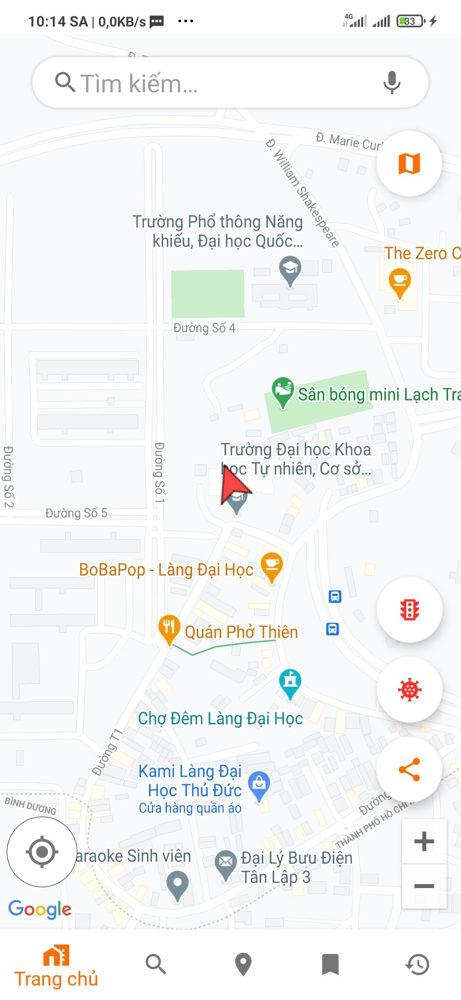 10:14 SA | 0,0KB/s
4G
33
Tìm kiếm...
Đ. Marie Curi
Đ. William Shakespeare
Trường Phổ thông Năng
khiếu, Đại học Quốc...
The Zero C
Đường Số 4
Sân bóng mini Lạch Tra
Trường Đại học Khoa
học Tự nhiên, Cơ sở...
Đường Số 2
Đường Số 1
Đường Số 5
BoBaPop - Làng Đại Học
Quán Phở Thiên
Chợ Đêm Làng Đại Học
Đường T1
Kami Làng Đại
Học Thủ Đức
Cửa hàng quần áo
BÌNH DƯƠNG
Đường
THÀNH PHỐ HỒ CHÍ
araoke Sinh viên
Đại Lý Bưu Điện
Tân Lập 3
Google
Trang chủ